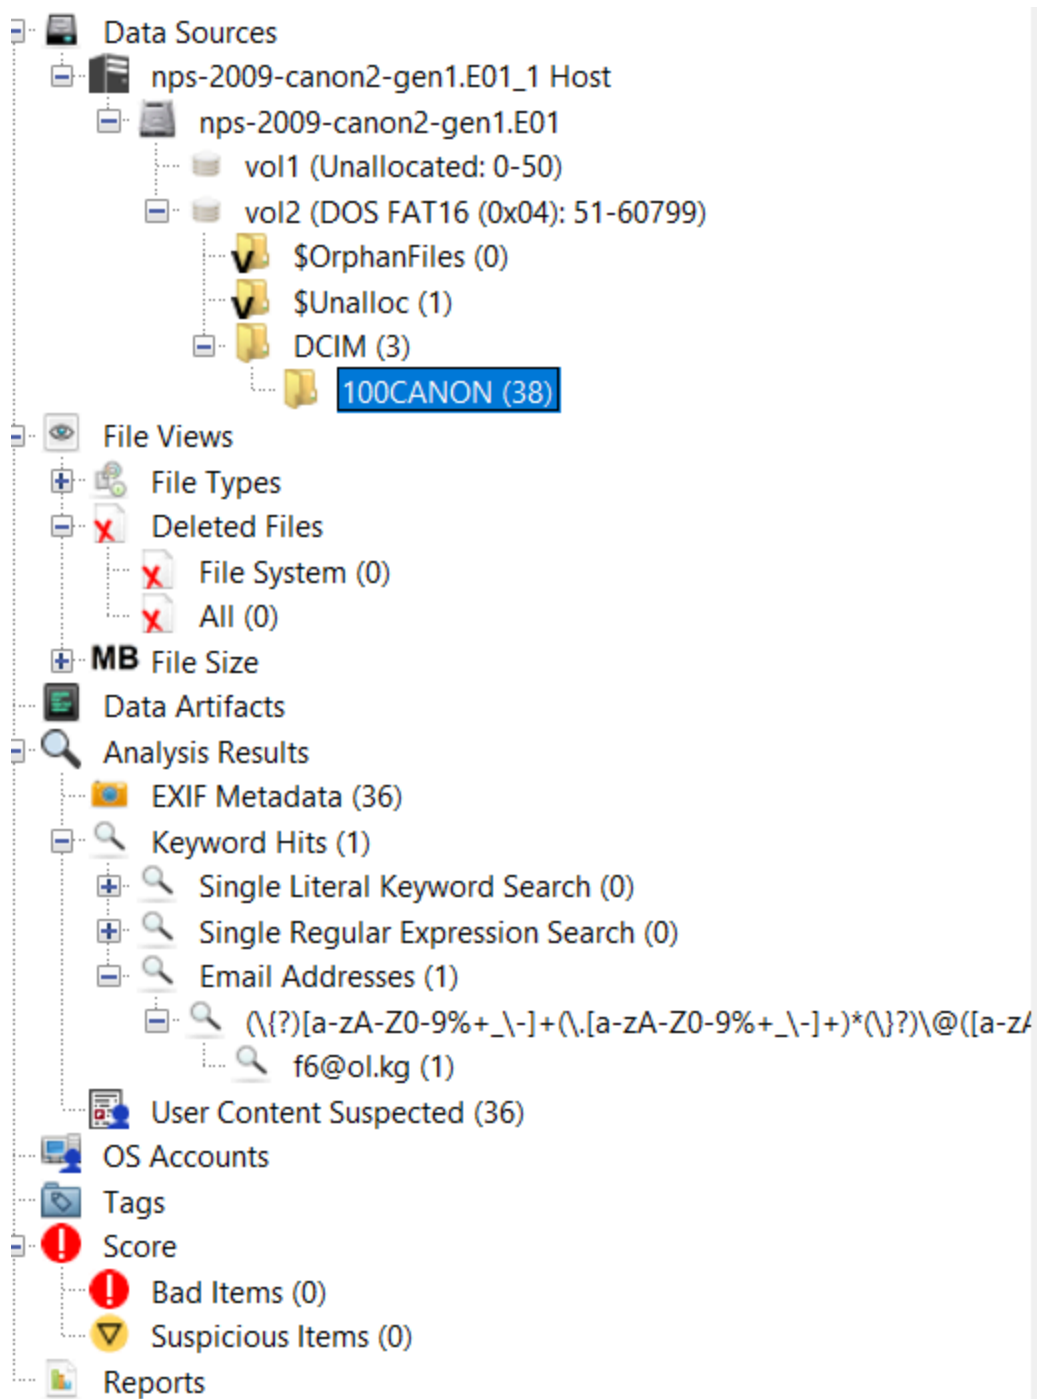 Data Sources
nps-2009-canon2-gen1.E01_1 Host
nps-2009-canon2-gen1.E01
vol1 (Unallocated: 0-50)
vol2 (DOS FAT16 (0x04): 51-60799)
V $OrphanFiles (0)
V $Unalloc (1)
DCIM (3)
100CANON (38)
File Views
File Types
Deleted Files
File System (0)
All (0)
MB File Size
Data Artifacts
Analysis Results
EXIF Metadata (36)
Keyword Hits (1)
Single Literal Keyword Search (0)
Single Regular Expression Search (0)
Email Addresses (1)
(\{?)[a-zA-Z0-9%+_\-]+(\.[a-zA-Z0-9%+_\-]+)*(\}?)\@([a-zA
f6@ol.kg (1)
User Content Suspected (36)
OS Accounts
Tags
Score
Bad Items (0)
Suspicious Items (0)
Reports